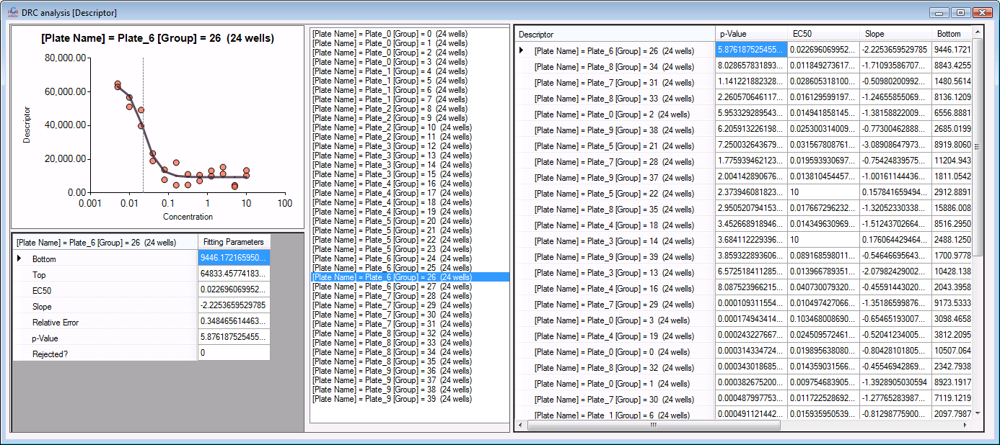 DRC analysis [Descriptor]
[Plate Name] = Plate_6 [Group] = 26 (24 wells)
80,000.00
60,000.00
40,000.00
20,000.00
0.00
Descriptor
0.001 0.01 0.1 1 10 100
Concentration
[Plate Name] = Plate_6 [Group] = 26 (24 wells) Fitting Parameters
Bottom 9446.172165950...
Top 64833.45774183...
EC50 0.022696069952...
Slope -2.2253659529785
Relative Error 0.348465614463...
p-Value 5.876187525455...
Rejected? 0
[Plate Name] = Plate_0 [Group] = 0 (24 wells)
[Plate Name] = Plate_0 [Group] = 1 (24 wells)
[Plate Name] = Plate_0 [Group] = 2 (24 wells)
[Plate Name] = Plate_0 [Group] = 3 (24 wells)
[Plate Name] = Plate_1 [Group] = 4 (24 wells)
[Plate Name] = Plate_1 [Group] = 5 (24 wells)
[Plate Name] = Plate_1 [Group] = 6 (24 wells)
[Plate Name] = Plate_1 [Group] = 7 (24 wells)
[Plate Name] = Plate_2 [Group] = 8 (24 wells)
[Plate Name] = Plate_2 [Group] = 9 (24 wells)
[Plate Name] = Plate_2 [Group] = 10 (24 wells)
[Plate Name] = Plate_2 [Group] = 11 (24 wells)
[Plate Name] = Plate_3 [Group] = 12 (24 wells)
[Plate Name] = Plate_3 [Group] = 13 (24 wells)
[Plate Name] = Plate_3 [Group] = 14 (24 wells)
[Plate Name] = Plate_3 [Group] = 15 (24 wells)
[Plate Name] = Plate_4 [Group] = 16 (24 wells)
[Plate Name] = Plate_4 [Group] = 17 (24 wells)
[Plate Name] = Plate_4 [Group] = 18 (24 wells)
[Plate Name] = Plate_4 [Group] = 19 (24 wells)
[Plate Name] = Plate_5 [Group] = 20 (24 wells)
[Plate Name] = Plate_5 [Group] = 21 (24 wells)
[Plate Name] = Plate_5 [Group] = 22 (24 wells)
[Plate Name] = Plate_5 [Group] = 23 (24 wells)
[Plate Name] = Plate_6 [Group] = 24 (24 wells)
[Plate Name] = Plate_6 [Group] = 25 (24 wells)
[Plate Name] = Plate_6 [Group] = 26 (24 wells)
[Plate Name] = Plate_6 [Group] = 27 (24 wells)
[Plate Name] = Plate_7 [Group] = 28 (24 wells)
[Plate Name] = Plate_7 [Group] = 29 (24 wells)
[Plate Name] = Plate_7 [Group] = 30 (24 wells)
[Plate Name] = Plate_7 [Group] = 31 (24 wells)
[Plate Name] = Plate_8 [Group] = 32 (24 wells)
[Plate Name] = Plate_8 [Group] = 33 (24 wells)
[Plate Name] = Plate_8 [Group] = 34 (24 wells)
[Plate Name] = Plate_8 [Group] = 35 (24 wells)
[Plate Name] = Plate_9 [Group] = 36 (24 wells)
[Plate Name] = Plate_9 [Group] = 37 (24 wells)
[Plate Name] = Plate_9 [Group] = 38 (24 wells)
[Plate Name] = Plate_9 [Group] = 39 (24 wells)
Descriptor p-Value EC50 Slope Bottom
[Plate Name] = Plate_6 [Group] = 26 (24 wells) 5.876187525455... 0.022696069952... -2.2253659529785 9446.1721
[Plate Name] = Plate_8 [Group] = 34 (24 wells) 8.028657831893... 0.011849273617... -1.71093586707... 8843.4255
[Plate Name] = Plate_7 [Group] = 31 (24 wells) 1.141221882328... 0.028605318100... -0.50980200992... 1480.5614
[Plate Name] = Plate_8 [Group] = 33 (24 wells) 2.260570646117... 0.016129599197... -1.24655855069... 8136.1209
[Plate Name] = Plate_0 [Group] = 2 (24 wells) 5.953329289543... 0.014941858145... -1.38158822009... 6556.8881
[Plate Name] = Plate_9 [Group] = 38 (24 wells) 6.205913226198... 0.025300314009... -0.77300462888... 2685.0199
[Plate Name] = Plate_5 [Group] = 21 (24 wells) 7.250032643679... 0.031567808761... -3.08908647973... 8919.8060
[Plate Name] = Plate_7 [Group] = 28 (24 wells) 1.775939462123... 0.019593930697... -0.75424839575... 11204.943
[Plate Name] = Plate_9 [Group] = 37 (24 wells) 2.004142890676... 0.013810454457... -1.00161144436... 1811.0542
[Plate Name] = Plate_5 [Group] = 22 (24 wells) 2.373946081823... 10 0.157841659494... 2912.8891
[Plate Name] = Plate_8 [Group] = 35 (24 wells) 2.950520794153... 0.017667296232... -1.32052330338... 15886.008
[Plate Name] = Plate_4 [Group] = 18 (24 wells) 3.452668918946... 0.014349630969... -1.51243702664... 8516.2950
[Plate Name] = Plate_3 [Group] = 14 (24 wells) 3.684112229396... 10 0.176064429464... 2488.1250
[Plate Name] = Plate_9 [Group] = 39 (24 wells) 3.859322893606... 0.089168598011... -0.54646695643... 1700.9778
[Plate Name] = Plate_3 [Group] = 13 (24 wells) 6.572518411285... 0.013966789351... -2.07982429002... 10428.138
[Plate Name] = Plate_4 [Group] = 16 (24 wells) 8.087523966215... 0.040730079320... -0.45591443020... 2043.3958
[Plate Name] = Plate_7 [Group] = 29 (24 wells) 0.000109311554... 0.010497427066... -1.35186599876... 9173.5333
[Plate Name] = Plate_0 [Group] = 3 (24 wells) 0.000174943414... 0.103468008690... -0.65465193007... 3098.4658
[Plate Name] = Plate_4 [Group] = 19 (24 wells) 0.000243227667... 0.024509572461... -0.52041234005... 3812.2095
[Plate Name] = Plate_0 [Group] = 0 (24 wells) 0.000314334724... 0.019895638080... -0.80428101805... 10507.064
[Plate Name] = Plate_8 [Group] = 32 (24 wells) 0.000343018685... 0.014359031566... -0.45546942869... 2342.7938
[Plate Name] = Plate_0 [Group] = 1 (24 wells) 0.000382675200... 0.009754683905... -1.39289050305​94 8923.1917
[Plate Name] = Plate_7 [Group] = 30 (24 wells) 0.000487997753... 0.011722528692... -1.27765283987... 7119.1219
[Plate Name] = Plate_1 [Group] = 6 (24 wells) 0.000491121442... 0.015935950539... -0.81298775900... 2097.7987